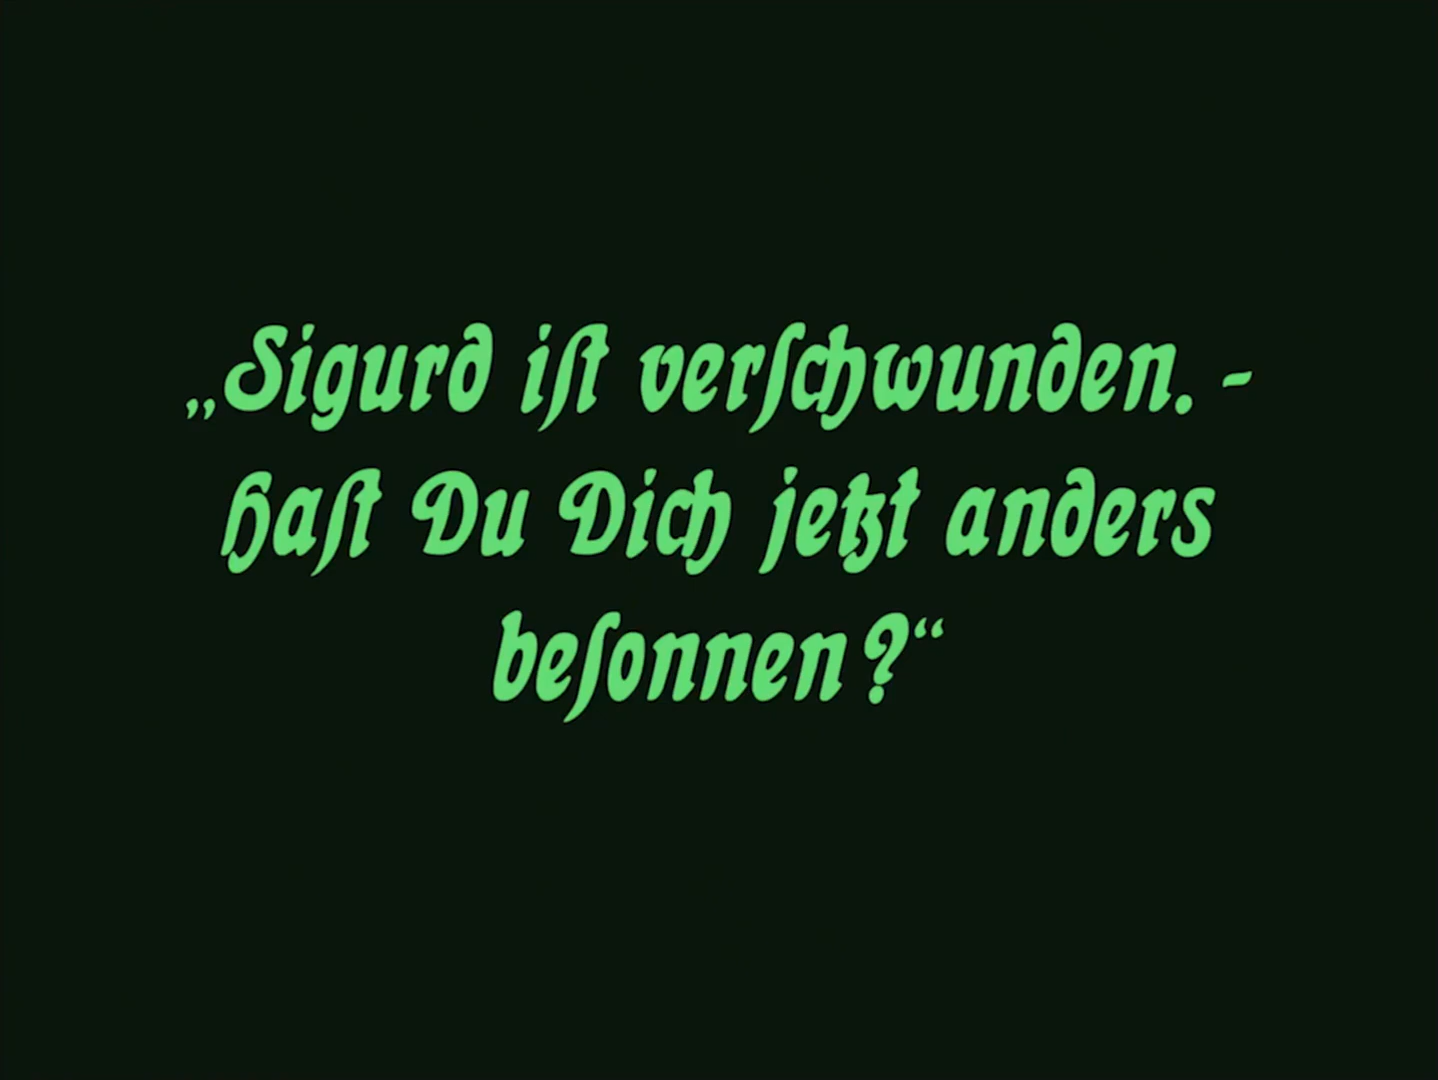 „Sigurd iſt verſchwunden. -
Haſt Du Dich jetzt anders
beſonnen?“